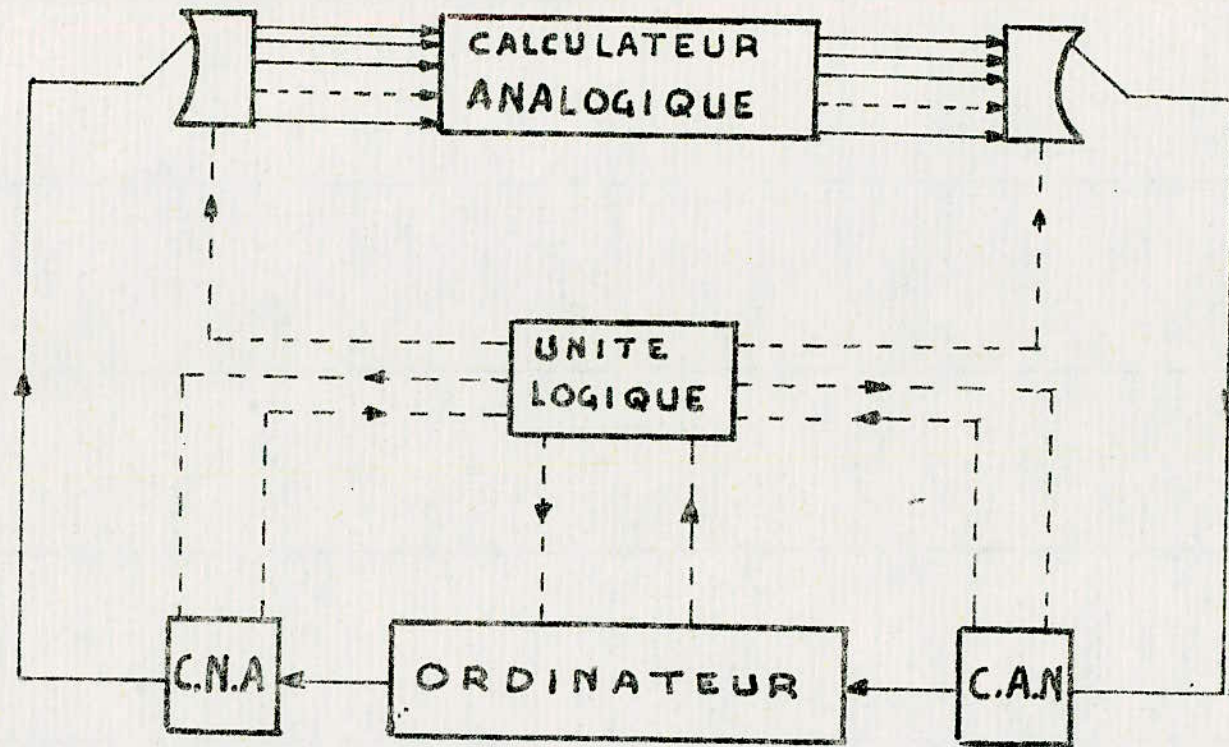 CALCULATEUR
ANALOGIQUE
UNITE
LOGIQUE
C.N.A
ORDINATEUR
C.A.N